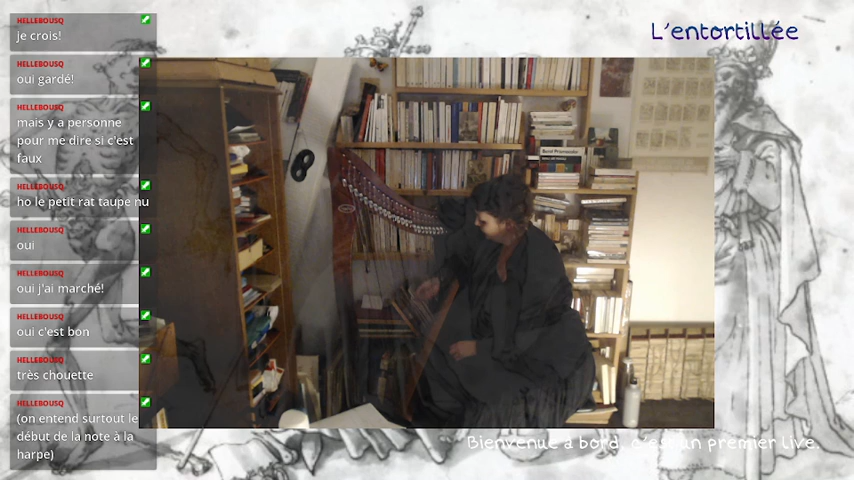 L'entortillée
HELLEBOUSQ
je crois!
HELLEBOUSQ
oui gardé!
HELLEBOUSQ
mais y a personne
pour me dire si c'est
faux
HELLEBOUSQ
ho le petit rat taupe nu
HELLEBOUSQ
oui
HELLEBOUSQ
oui j'ai marché!
HELLEBOUSQ
oui c'est bon
HELLEBOUSQ
très chouette
HELLEBOUSQ
(on entend surtout le
début de la note à la
harpe)
Bienvenue à bord, c'est un premier live.